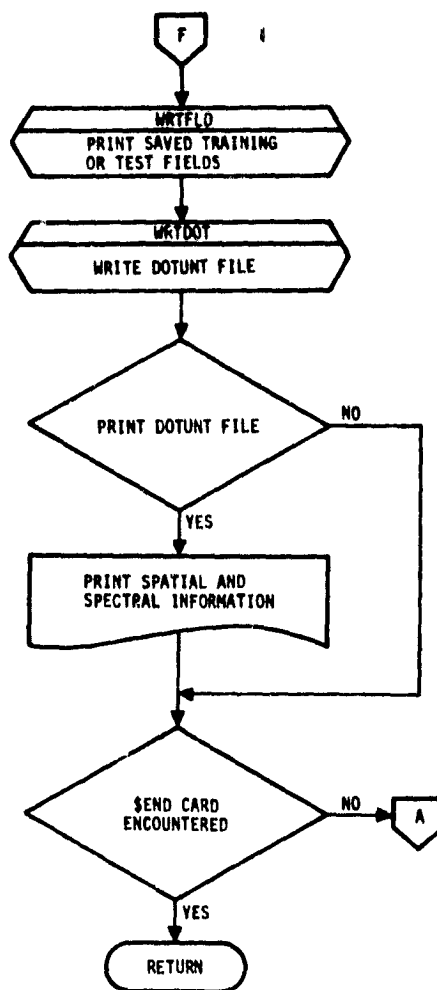 F
WRTFLD
PRINT SAVED TRAINING
OR TEST FIELDS
WRTDOT
WRITE DOTUNT FILE
PRINT DOTUNT FILE
NO
YES
PRINT SPATIAL AND
SPECTRAL INFORMATION
$END CARD
ENCOUNTERED
NO
A
YES
RETURN